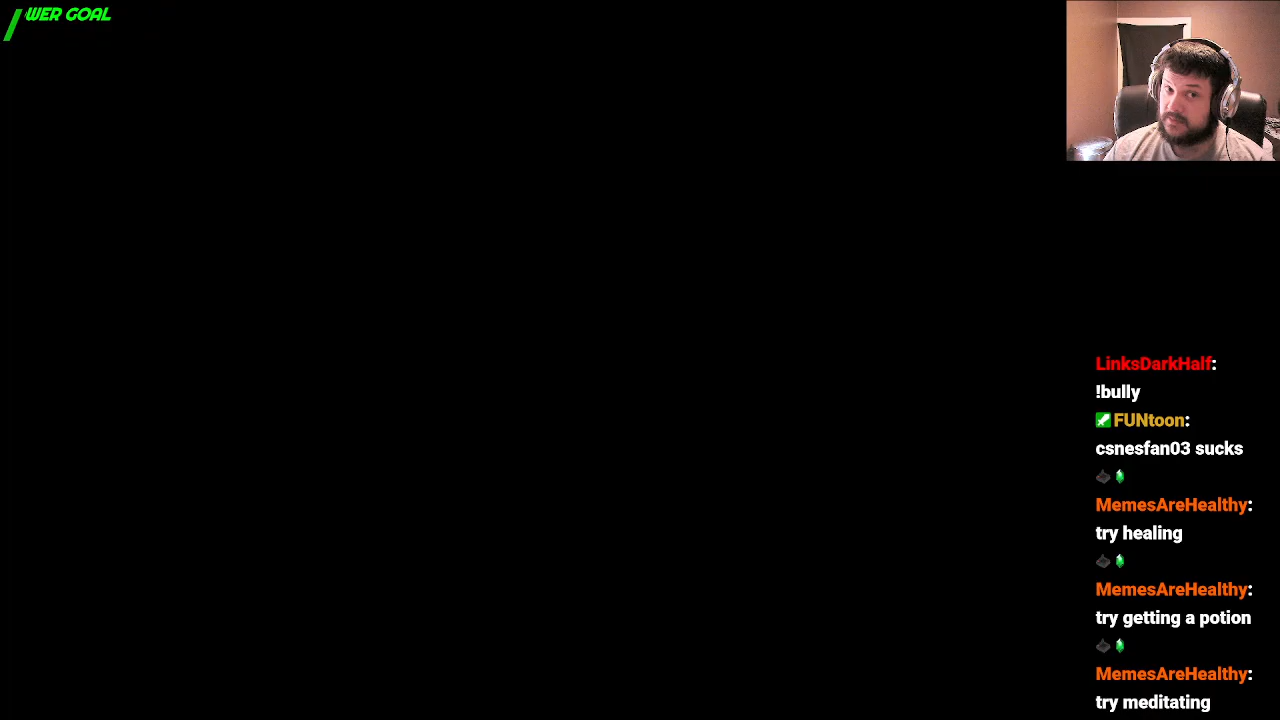 WER GOAL
LinksDarkHalf:
!bully
FUNtoon:
csnesfan03 sucks
MemesAreHealthy:
try healing
MemesAreHealthy:
try getting a potion
MemesAreHealthy:
try meditating